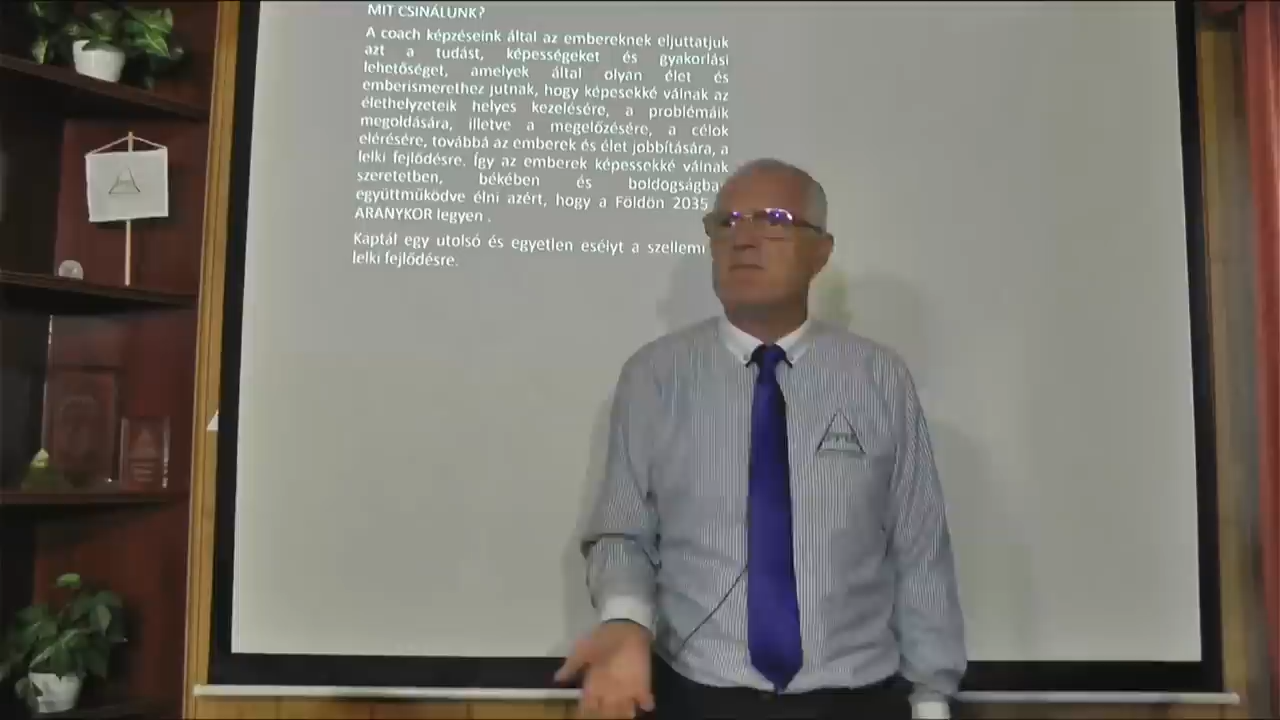 MIT CSINÁLUNK?
A coach képzéseink által az embereknek eljuttatjuk
azt a tudást, képességeket és gyakorlási
lehetőséget, amelyek által olyan élet és
emberismerethez jutnak, hogy képesekké válnak az
élethelyzeteik helyes kezelésére, a problémáik
megoldására, illetve a megelőzésére, a célok
elérésére, továbbá az emberek és élet jobbítására, a
lelki fejlődésre. Így az emberek képessekké válnak
szeretetben, békében és boldogságba
együttműködve élni azért, hogy a Földön 2035
ARANYKOR legyen .
Kaptál egy utolsó és egyetlen esélyt a szellemi
lelki fejlődésre.